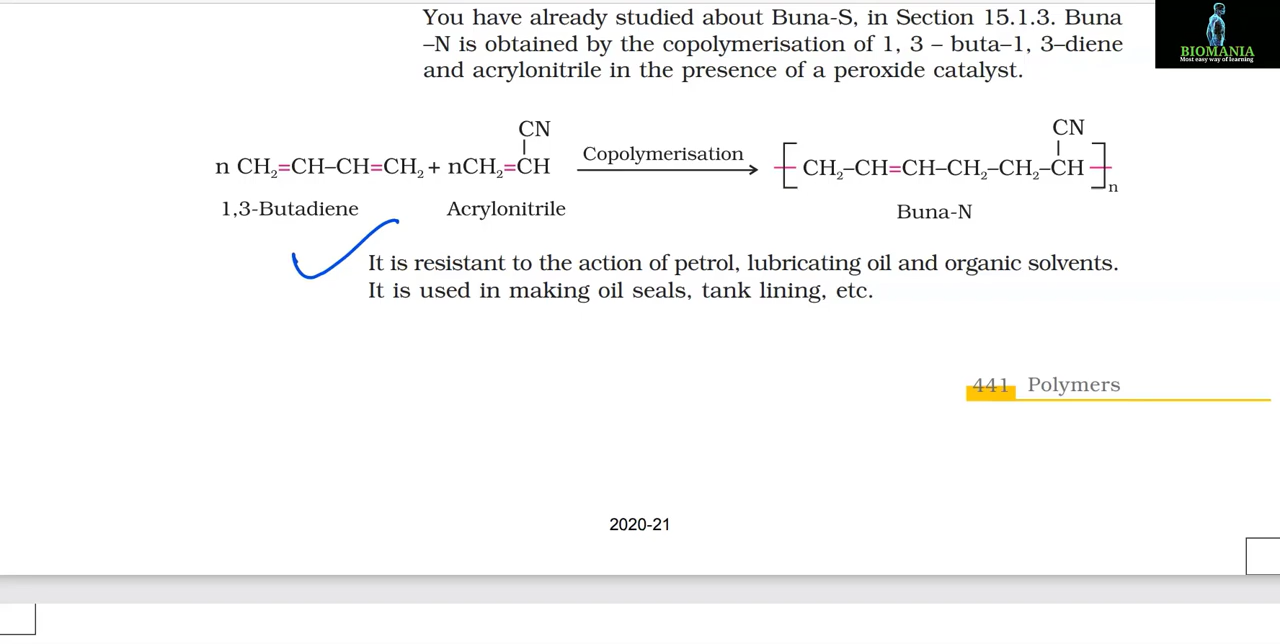 You have already studied about Buna-S, in Section 15.1.3. Buna
–N is obtained by the copolymerisation of 1, 3 – buta–1, 3–diene
and acrylonitrile in the presence of a peroxide catalyst.
BIOMANIA
Most easy way of learning
CN
CN
n CH₂=CH–CH=CH₂ + nCH₂=CH Copolymerisation [CH₂–CH=CH–CH₂–CH₂–CH]n
1,3-Butadiene Acrylonitrile Buna-N
It is resistant to the action of petrol, lubricating oil and organic solvents.
It is used in making oil seals, tank lining, etc.
441 Polymers
2020-21